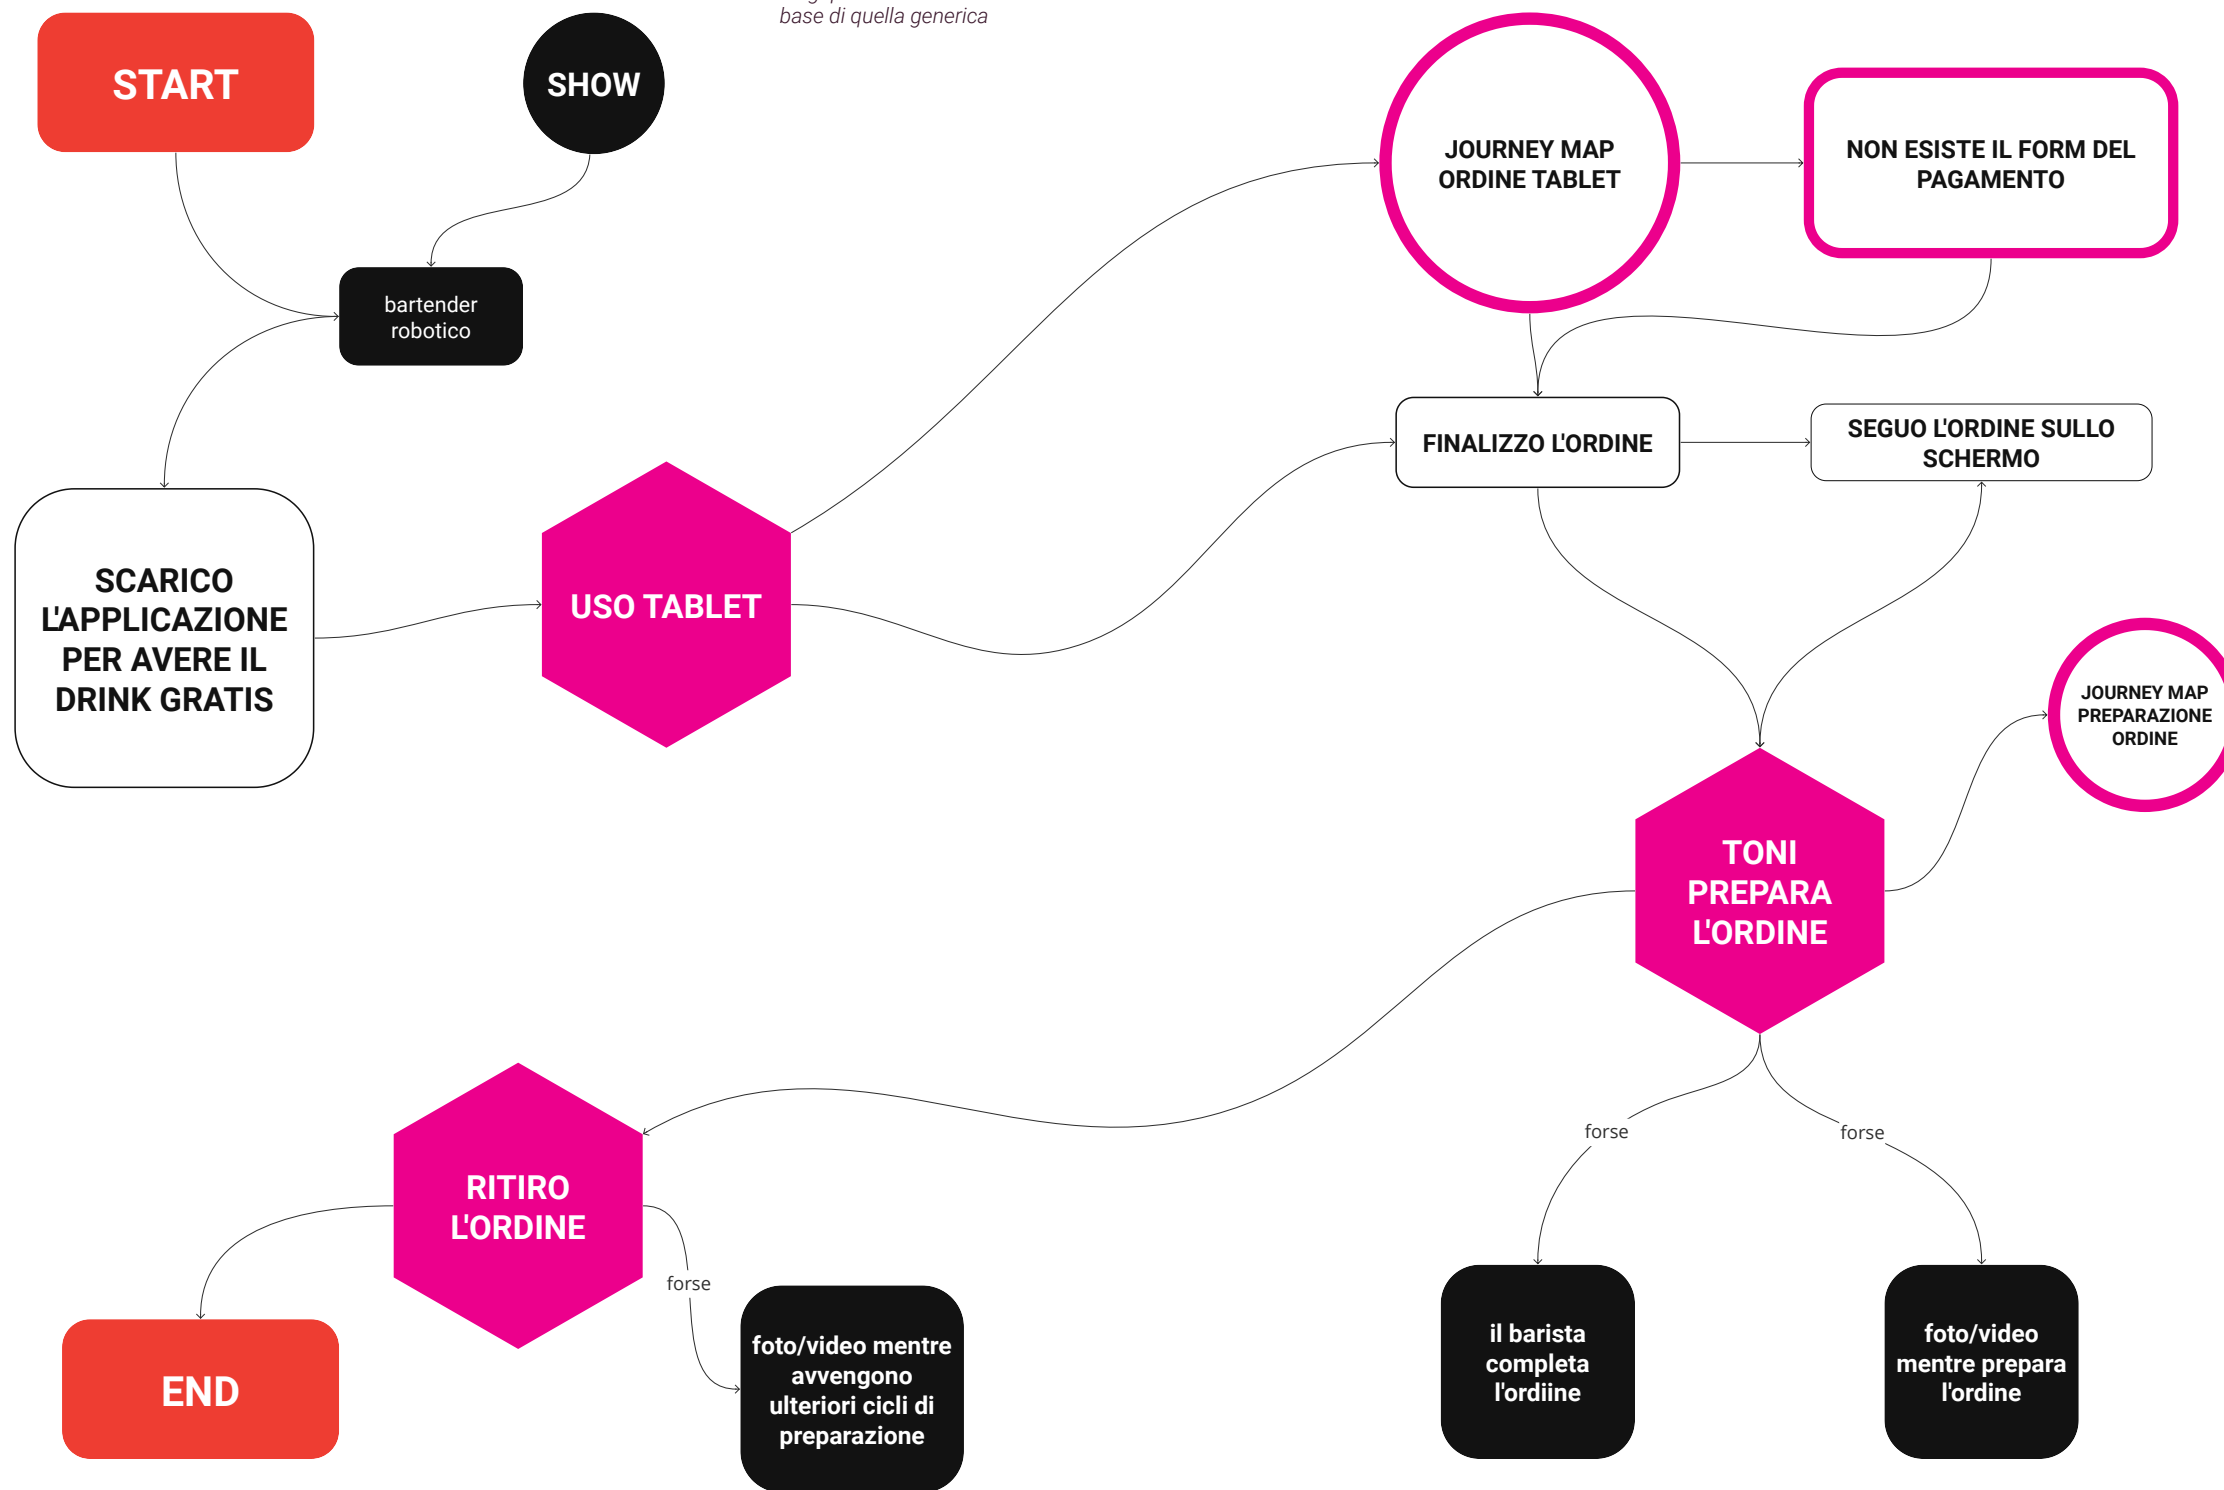 base di quella generica
START
SHOW
JOURNEY MAP
ORDINE TABLET
NON ESISTE IL FORM DEL
PAGAMENTO
bartender
robotico
FINALIZZO L'ORDINE
SEGUO L'ORDINE SULLO
SCHERMO
SCARICO
L'APPLICAZIONE
PER AVERE IL
DRINK GRATIS
USO TABLET
JOURNEY MAP
PREPARAZIONE
ORDINE
TONI
PREPARA
L'ORDINE
forse
forse
RITIRO
L'ORDINE
forse
END
foto/video mentre
avvengono
ulteriori cicli di
preparazione
il barista
completa
l'ordiine
foto/video
mentre prepara
l'ordine